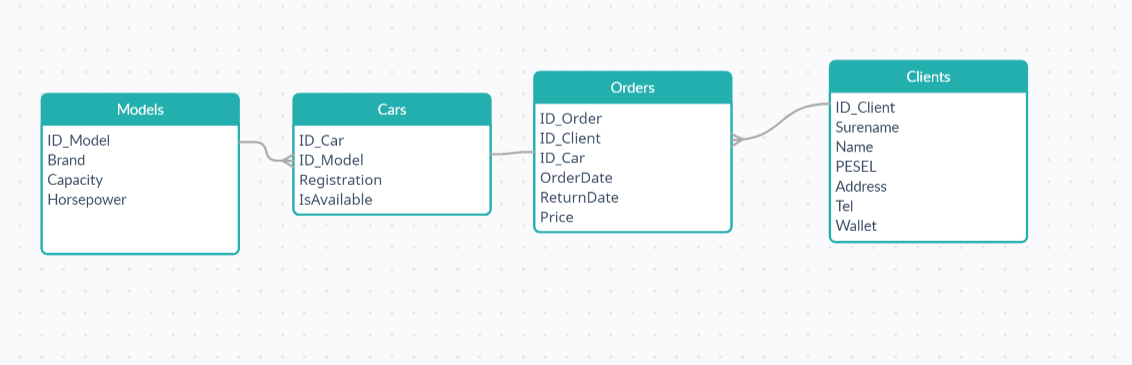 Models
ID_Model
Brand
Capacity
Horsepower
Cars
ID_Car
ID_Model
Registration
IsAvailable
Orders
ID_Order
ID_Client
ID_Car
OrderDate
ReturnDate
Price
Clients
ID_Client
Surename
Name
PESEL
Address
Tel
Wallet